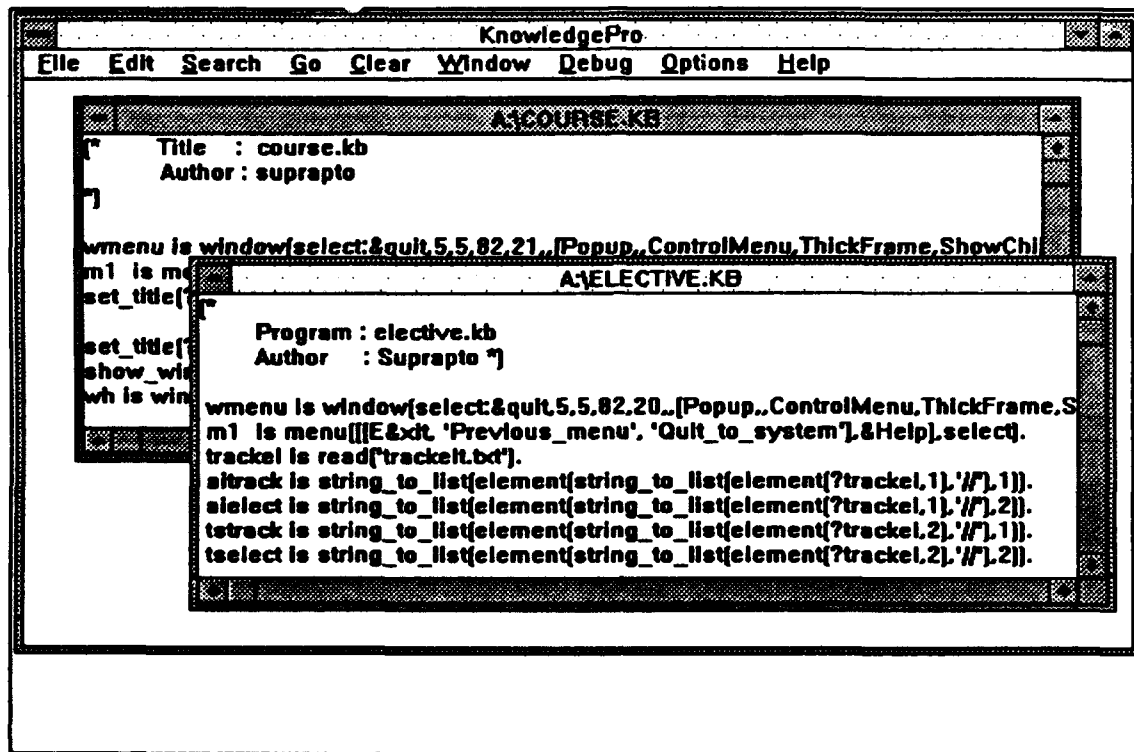 KnowledgePro
File Edit Search Go Clear Window Debug Options Help
A:\COURSE.KB
(* Title : course.kb
Author : suprapto
*)
wmenu is window(select:&quit,5,5,82,21,,[Popup,,ControlMenu,ThickFrame,ShowChil
m1 is me
set_title(?
set_title(?
show_win
wh is win
A:\ELECTIVE.KB
(*
Program : elective.kb
Author : Suprapto *)
wmenu is window(select:&quit,5,5,82,20,,[Popup,,ControlMenu,ThickFrame,S
m1 is menu([[[E&xit, 'Previous_menu', 'Quit_to_system'],&Help],select).
trackel is read('trackelt.txt').
aitrack is string_to_list(element(string_to_list(element(?trackel,1),'//'),1)).
aielect is string_to_list(element(string_to_list(element(?trackel,1),'//'),2)).
tstrack is string_to_list(element(string_to_list(element(?trackel,2),'//'),1)).
tselect is string_to_list(element(string_to_list(element(?trackel,2),'//'),2)).